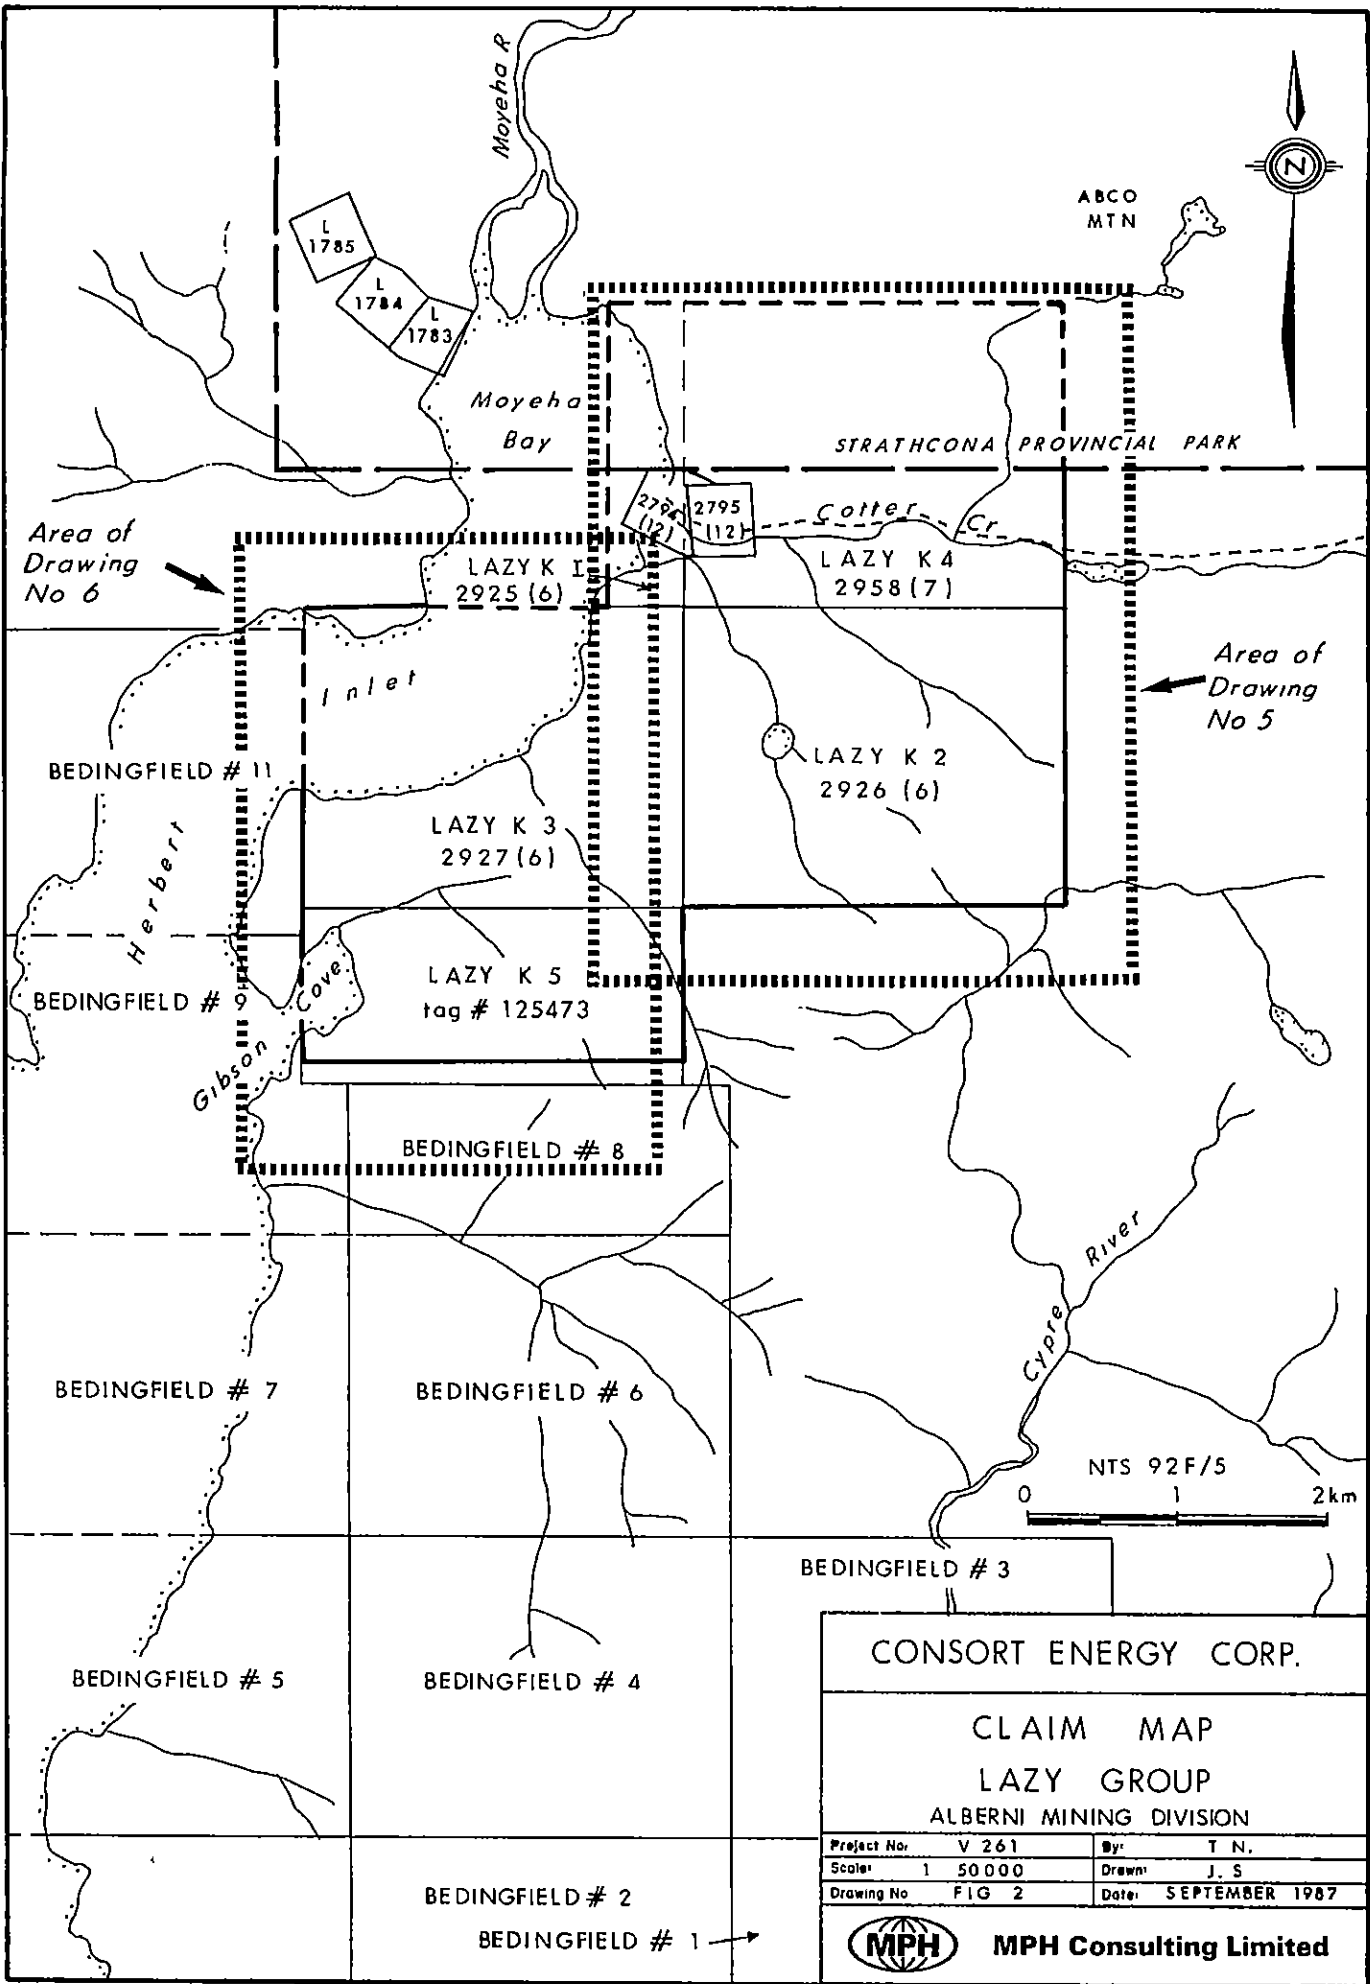 Moyeha R
N
ABCO
MTN
L
1785
L
1784
L
1783
Moyeha
Bay
STRATHCONA PROVINCIAL PARK
2795
(12)
(12)
Cotter Cr
Area of
Drawing
No 6
LAZY K I
2925 (6)
LAZY K 4
2958 (7)
Inlet
Area of
Drawing
No 5
LAZY K 2
2926 (6)
BEDINGFIELD # 11
LAZY K 3
2927 (6)
Herbert
BEDINGFIELD # 9
LAZY K 5
tag # 125473
Gibson Cove
BEDINGFIELD # 8
Cypre River
BEDINGFIELD # 7
BEDINGFIELD # 6
NTS 92F/5
0 1 2km
BEDINGFIELD # 3
BEDINGFIELD # 5
BEDINGFIELD # 4
BEDINGFIELD # 2
BEDINGFIELD # 1
CONSORT ENERGY CORP.
CLAIM MAP
LAZY GROUP
ALBERNI MINING DIVISION
Project No: V 261 By: T N.
Scale: 1 50000 Drawn: J. S
Drawing No FIG 2 Date: SEPTEMBER 1987
MPH MPH Consulting Limited